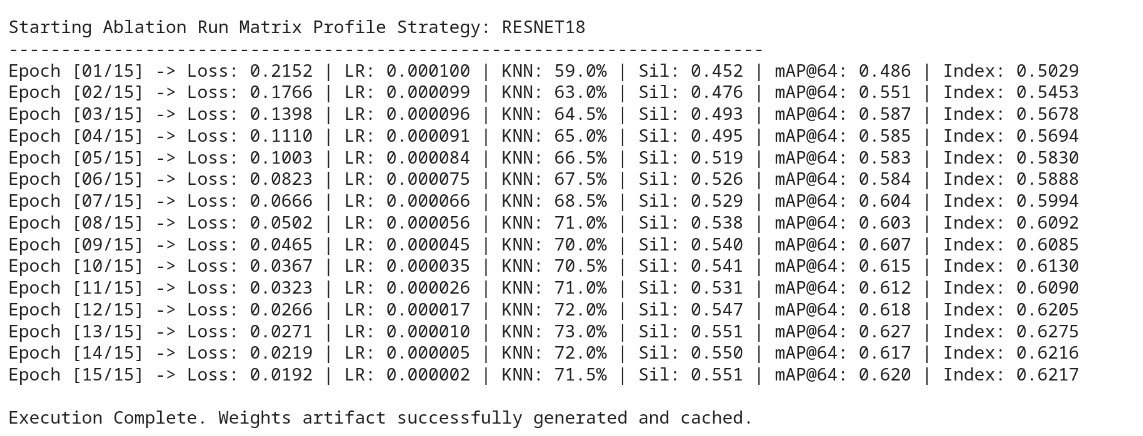 Starting Ablation Run Matrix Profile Strategy: RESNET18
------------------------------------------------------------------------
Epoch [01/15] -> Loss: 0.2152 | LR: 0.000100 | KNN: 59.0% | Sil: 0.452 | mAP@64: 0.486 | Index: 0.5029
Epoch [02/15] -> Loss: 0.1766 | LR: 0.000099 | KNN: 63.0% | Sil: 0.476 | mAP@64: 0.551 | Index: 0.5453
Epoch [03/15] -> Loss: 0.1398 | LR: 0.000096 | KNN: 64.5% | Sil: 0.493 | mAP@64: 0.587 | Index: 0.5678
Epoch [04/15] -> Loss: 0.1110 | LR: 0.000091 | KNN: 65.0% | Sil: 0.495 | mAP@64: 0.585 | Index: 0.5694
Epoch [05/15] -> Loss: 0.1003 | LR: 0.000084 | KNN: 66.5% | Sil: 0.519 | mAP@64: 0.583 | Index: 0.5830
Epoch [06/15] -> Loss: 0.0823 | LR: 0.000075 | KNN: 67.5% | Sil: 0.526 | mAP@64: 0.584 | Index: 0.5888
Epoch [07/15] -> Loss: 0.0666 | LR: 0.000066 | KNN: 68.5% | Sil: 0.529 | mAP@64: 0.604 | Index: 0.5994
Epoch [08/15] -> Loss: 0.0502 | LR: 0.000056 | KNN: 71.0% | Sil: 0.538 | mAP@64: 0.603 | Index: 0.6092
Epoch [09/15] -> Loss: 0.0465 | LR: 0.000045 | KNN: 70.0% | Sil: 0.540 | mAP@64: 0.607 | Index: 0.6085
Epoch [10/15] -> Loss: 0.0367 | LR: 0.000035 | KNN: 70.5% | Sil: 0.541 | mAP@64: 0.615 | Index: 0.6130
Epoch [11/15] -> Loss: 0.0323 | LR: 0.000026 | KNN: 71.0% | Sil: 0.531 | mAP@64: 0.612 | Index: 0.6090
Epoch [12/15] -> Loss: 0.0266 | LR: 0.000017 | KNN: 72.0% | Sil: 0.547 | mAP@64: 0.618 | Index: 0.6205
Epoch [13/15] -> Loss: 0.0271 | LR: 0.000010 | KNN: 73.0% | Sil: 0.551 | mAP@64: 0.627 | Index: 0.6275
Epoch [14/15] -> Loss: 0.0219 | LR: 0.000005 | KNN: 72.0% | Sil: 0.550 | mAP@64: 0.617 | Index: 0.6216
Epoch [15/15] -> Loss: 0.0192 | LR: 0.000002 | KNN: 71.5% | Sil: 0.551 | mAP@64: 0.620 | Index: 0.6217
Execution Complete. Weights artifact successfully generated and cached.